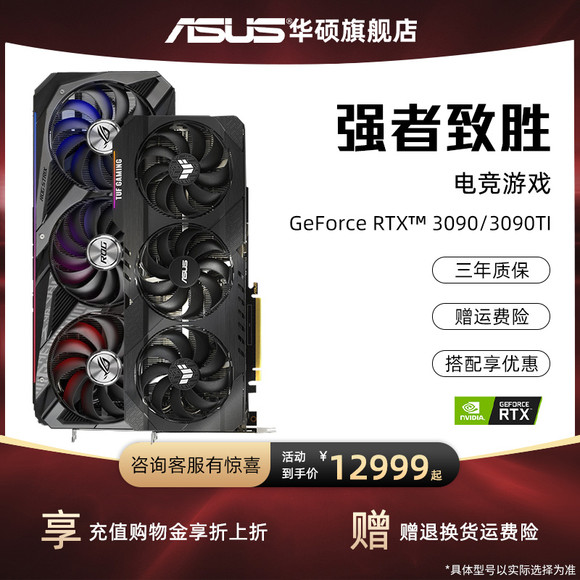 ASUS华硕旗舰店
强者致胜
电竞游戏
GeForce RTX™ 3090/3090TI
三年质保
赠运费险
搭配享优惠
NVIDIA
GEFORCE
RTX
TUF GAMING
ROG
ASUS
咨询客服有惊喜
活动
到手价
¥12999起
享 充值购物金享折上折
赠 赠退换货运费险
*具体型号以实际选择为准